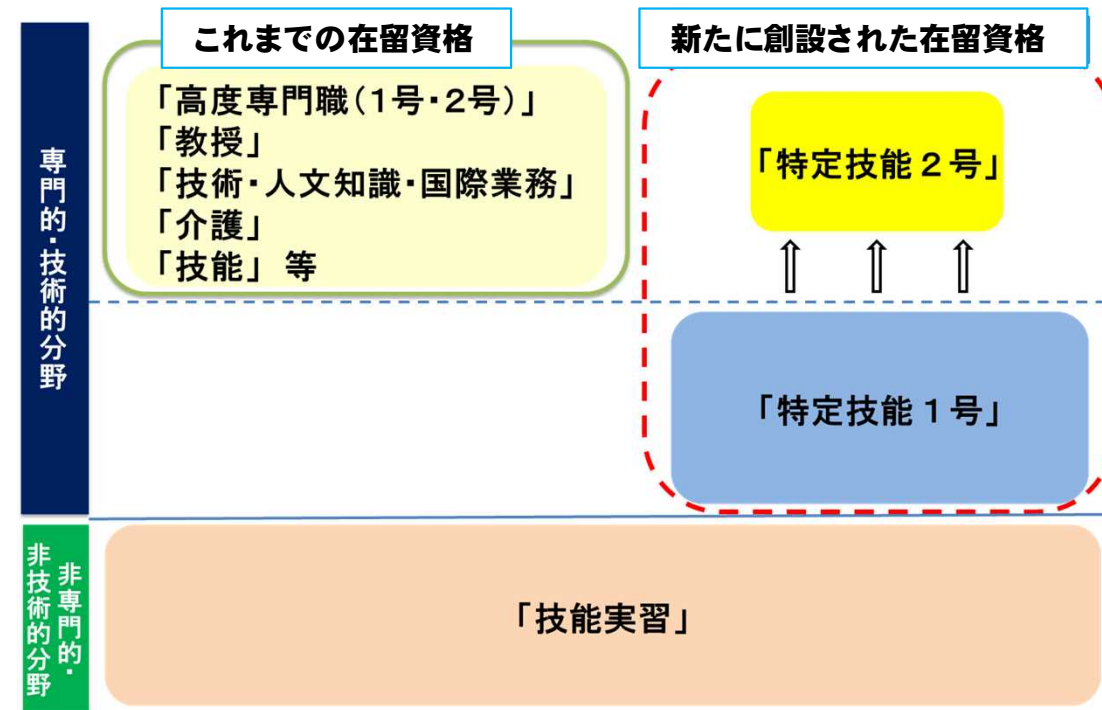 これまでの在留資格
新たに創設された在留資格
専門的・技術的分野
「高度専門職(1号・2号)」
「教授」
「技術・人文知識・国際業務」
「介護」
「技能」 等
「特定技能2号」
⇧ ⇧ ⇧
「特定技能1号」
非専門的・
非技術的分野
「技能実習」